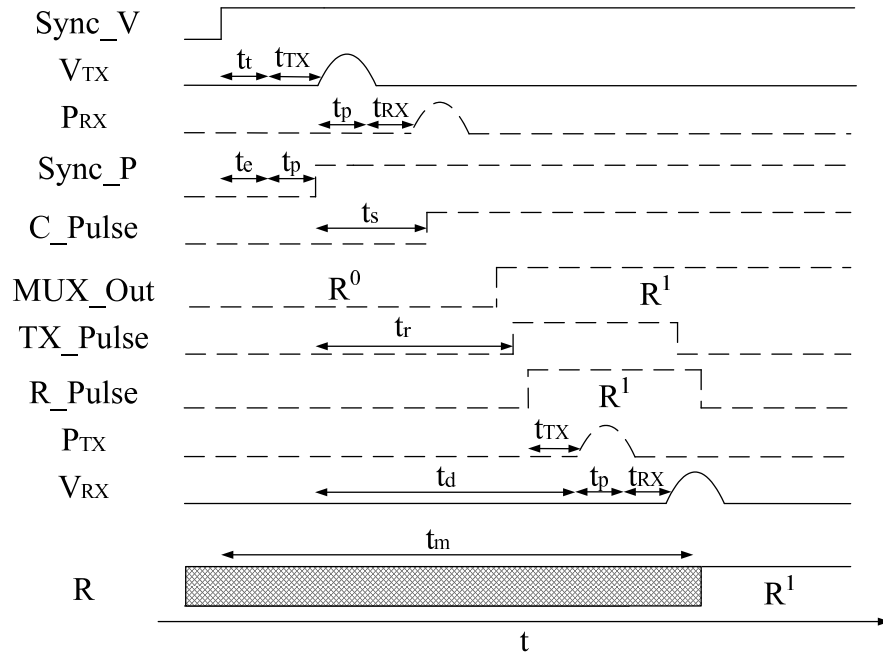 Sync_V
VTX
tt tTX
PRX
tp tRX
Sync_P
te tp
C_Pulse
ts
MUX_Out
R0 R1
TX_Pulse
tr
R_Pulse
R1
PTX
tTX
VRX
td tp tRX
tm
R
R1
t